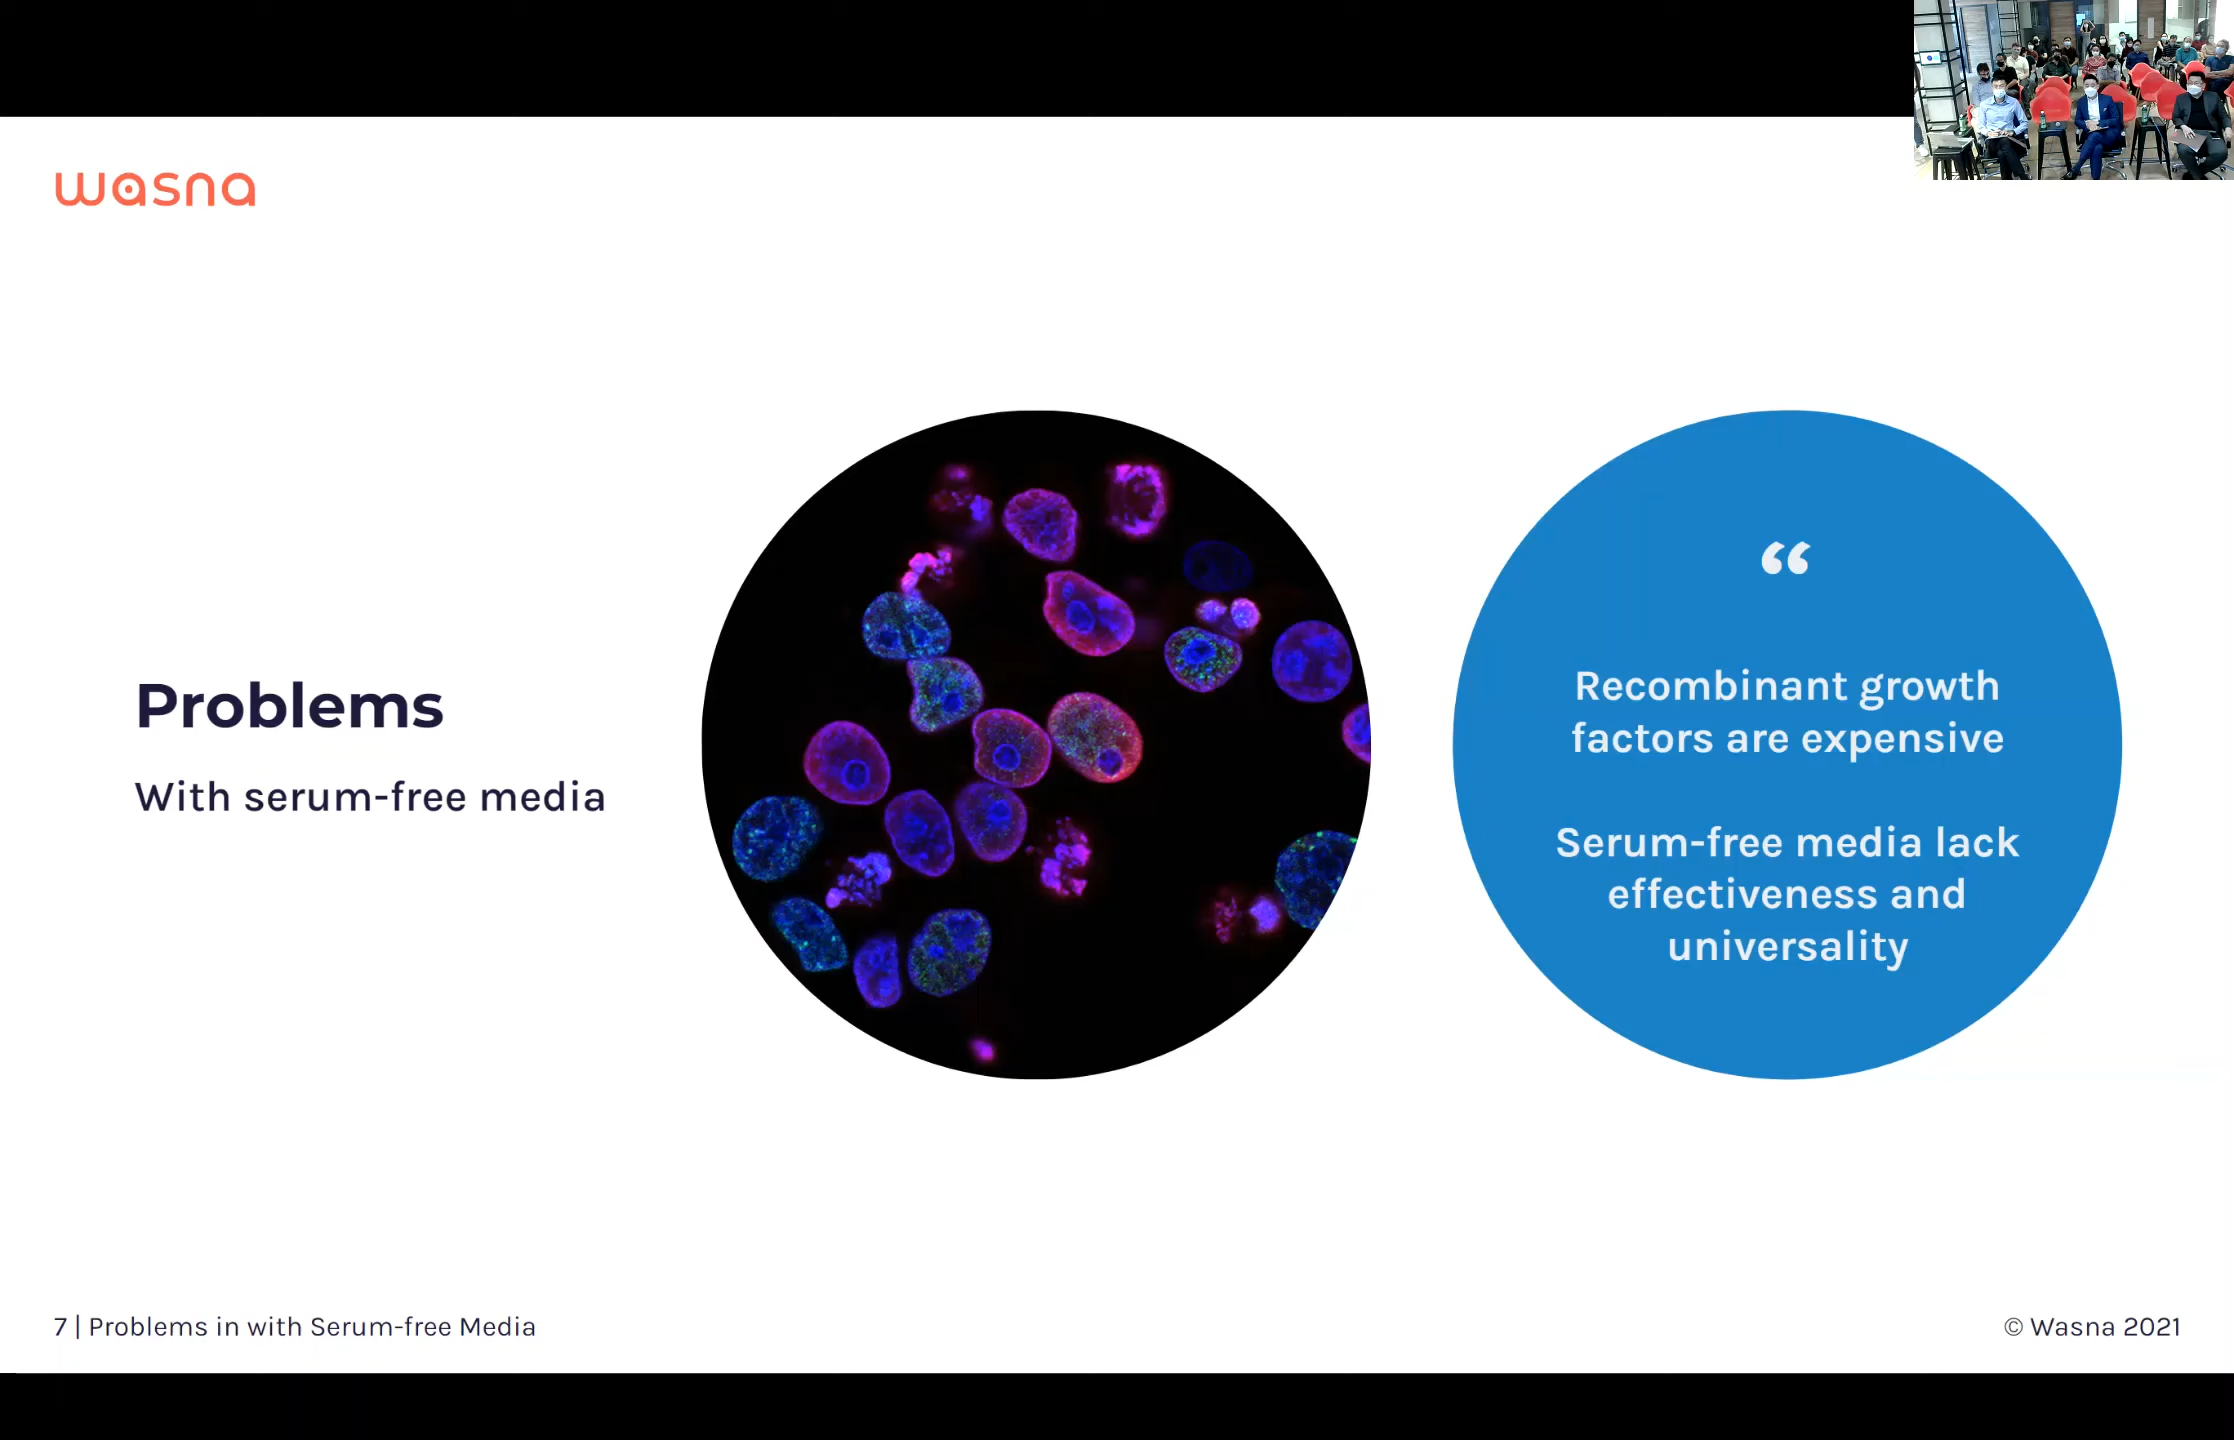 wasna
Problems
With serum-free media
“
Recombinant growth
factors are expensive
Serum-free media lack
effectiveness and
universality
7 | Problems in with Serum-free Media
© Wasna 2021